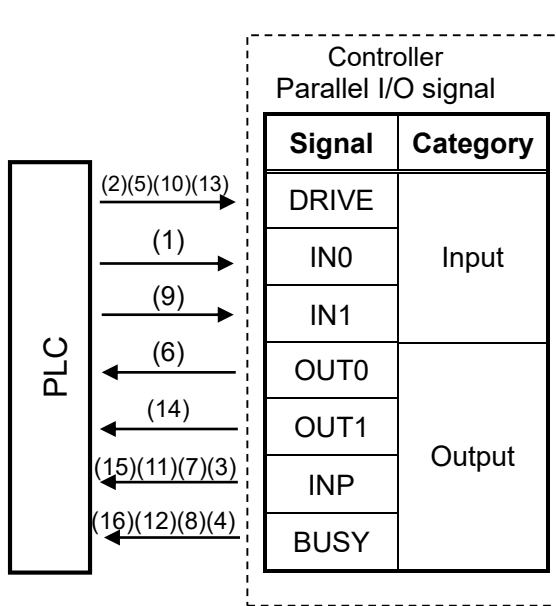 Controller
Parallel I/O signal
Signal Category
(2)(5)(10)(13)
DRIVE
(1)
IN0
Input
(9)
IN1
PLC
(6)
OUT0
(14)
OUT1
Output
(15)(11)(7)(3)
INP
(16)(12)(8)(4)
BUSY